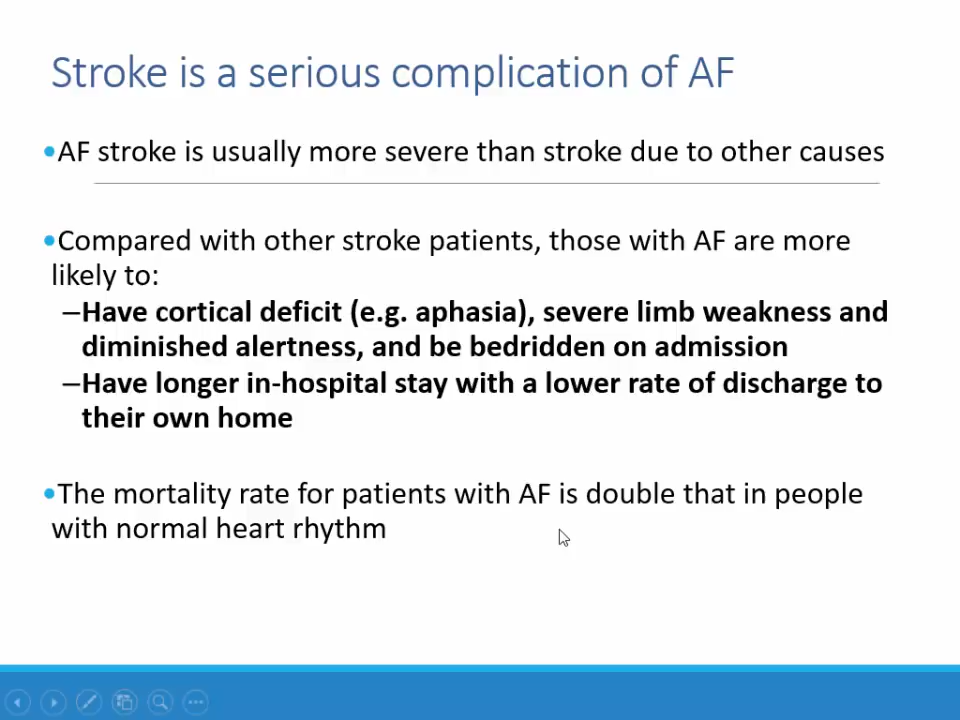 Stroke is a serious complication of AF
•AF stroke is usually more severe than stroke due to other causes
•Compared with other stroke patients, those with AF are more
likely to:
–Have cortical deficit (e.g. aphasia), severe limb weakness and
diminished alertness, and be bedridden on admission
–Have longer in-hospital stay with a lower rate of discharge to
their own home
•The mortality rate for patients with AF is double that in people
with normal heart rhythm